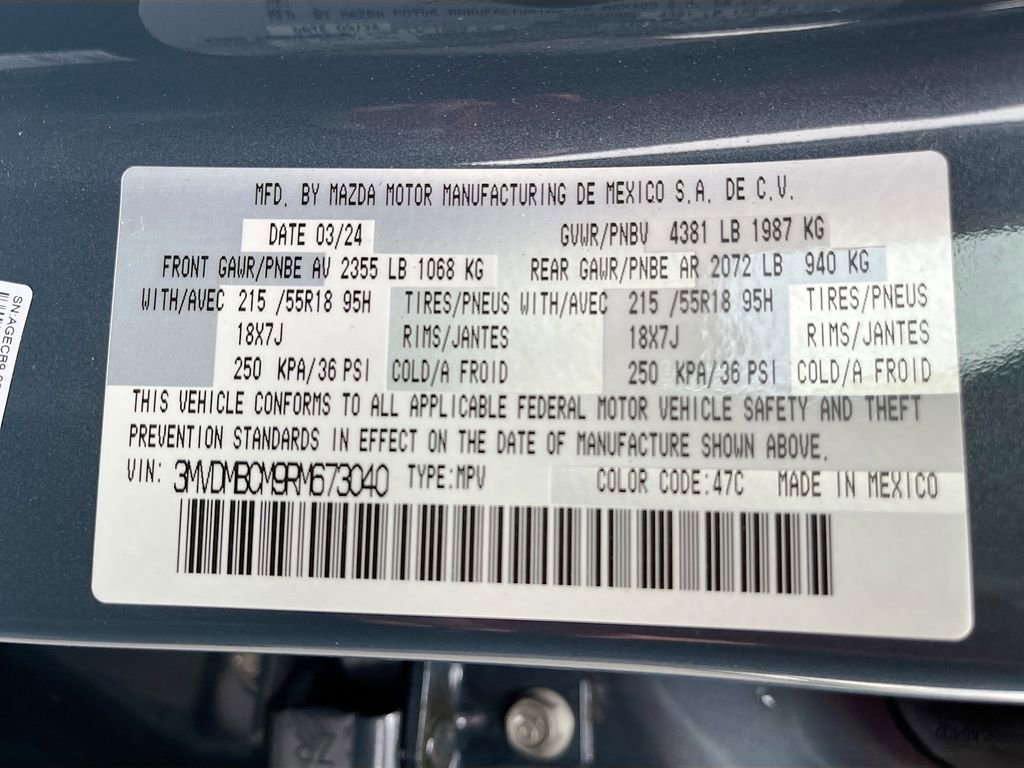 MFD. BY MAZDA MOTOR MANUFACTURING DE MEXICO S.A. DE C.V.
DATE 03/24 GVWR/PNBV 4381 LB 1987 KG
FRONT GAWR/PNBE AV 2355 LB 1068 KG REAR GAWR/PNBE AR 2072 LB 940 KG
WITH/AVEC 215 /55R18 95H TIRES/PNEUS WITH/AVEC 215 /55R18 95H TIRES/PNEUS
18X7J RIMS/JANTES 18X7J RIMS/JANTES
250 KPA/36 PSI COLD/A FROID 250 KPA/36 PSI COLD/A FROID
THIS VEHICLE CONFORMS TO ALL APPLICABLE FEDERAL MOTOR VEHICLE SAFETY AND THEFT
PREVENTION STANDARDS IN EFFECT ON THE DATE OF MANUFACTURE SHOWN ABOVE.
VIN: 3MVDMBCM9RM673040 TYPE:MPV COLOR CODE:47C MADE IN MEXICO